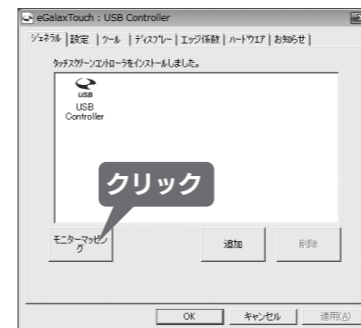 eGalaxTouch : USB Controller
ｼﾞｪﾈﾗﾙ | 設定 | ﾂｰﾙ | ﾃﾞｨｽﾌﾟﾚｰ | ｴｯｼﾞ係数 | ﾊｰﾄﾞｳｴｱ | お知らせ |
ﾀｯﾁｽｸﾘｰﾝｺﾝﾄﾛｰﾗをｲﾝｽﾄｰﾙしました。
USB
USB
Controller
クリック
モニターマッピン
グ
追加
削除
OK
キャンセル
適用(A)